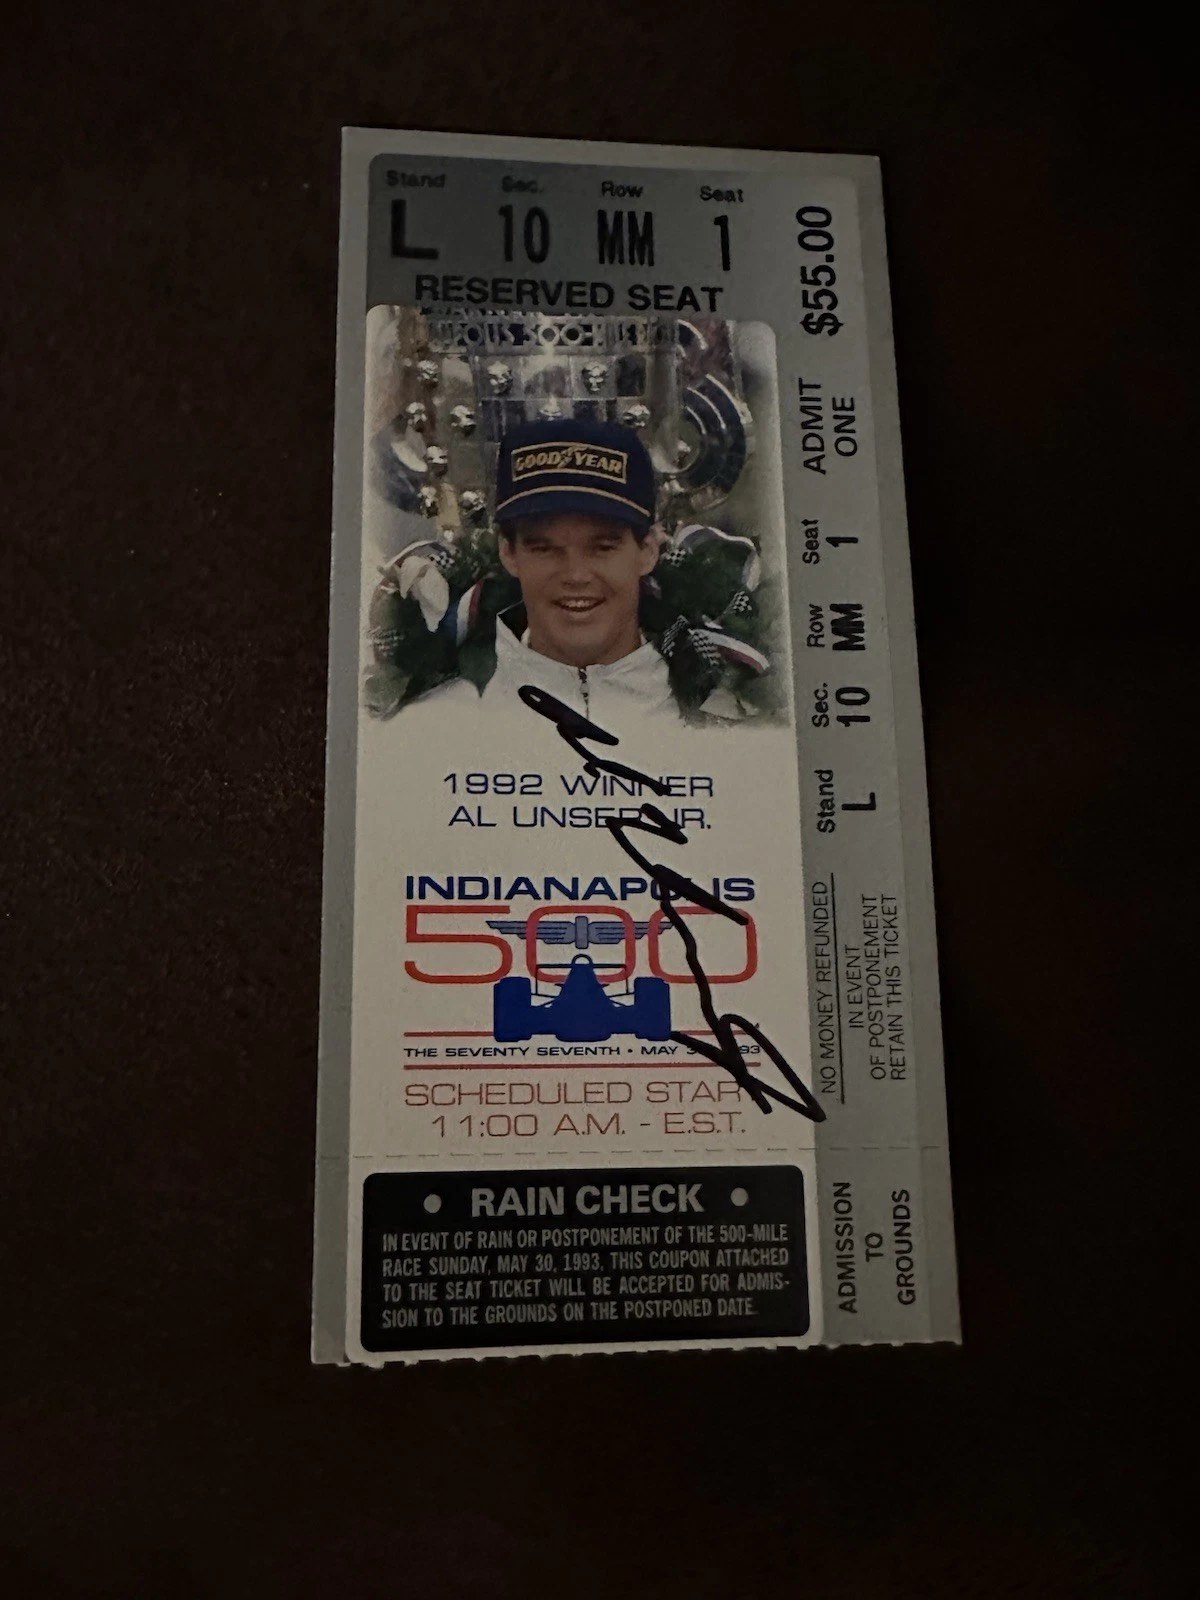 Stand Sec. Row Seat
L 10 MM 1
RESERVED SEAT
GOODYEAR
1992 WINNER
AL UNSER JR.
INDIANAPOLIS
500
THE SEVENTY SEVENTH • MAY 30, 1993
SCHEDULED START
11:00 A.M. - E.S.T.
• RAIN CHECK •
IN EVENT OF RAIN OR POSTPONEMENT OF THE 500-MILE
RACE SUNDAY, MAY 30, 1993, THIS COUPON ATTACHED
TO THE SEAT TICKET WILL BE ACCEPTED FOR ADMIS-
SION TO THE GROUNDS ON THE POSTPONED DATE.
$55.00
ADMIT
ONE
Stand Sec. Row Seat
L 10 MM 1
NO MONEY REFUNDED
IN EVENT
OF POSTPONEMENT
RETAIN THIS TICKET
ADMISSION
TO
GROUNDS